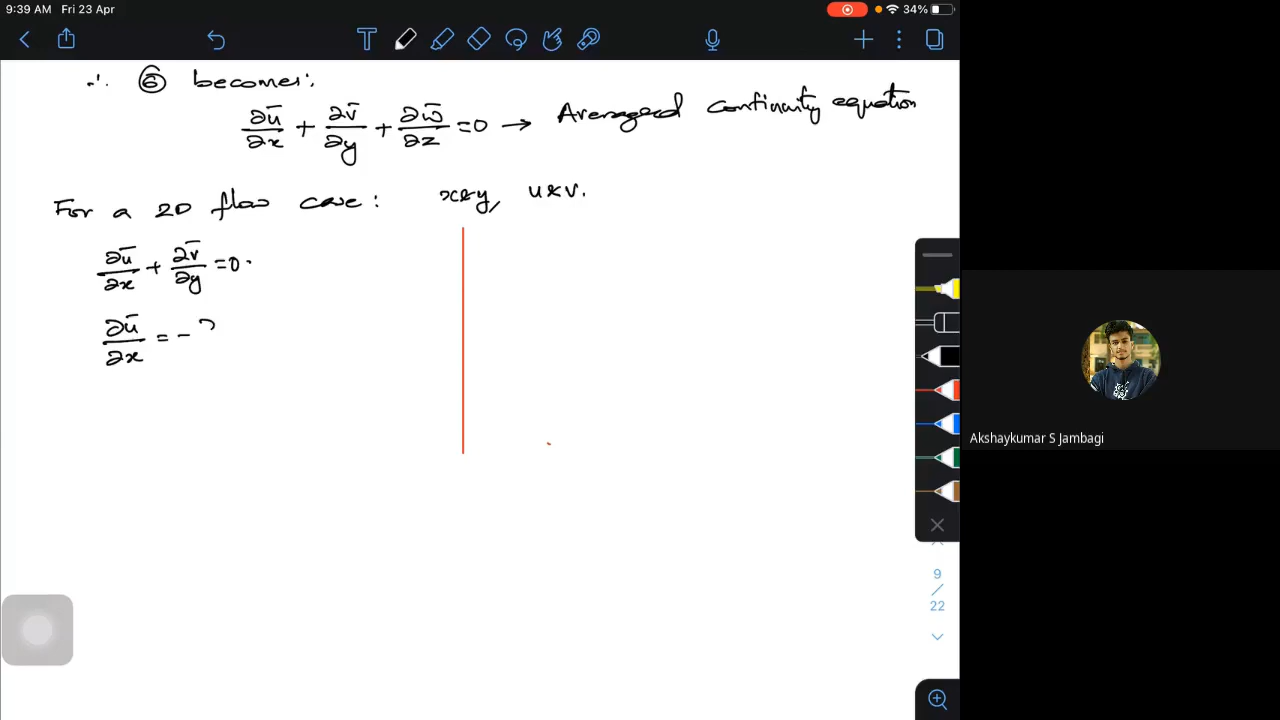 9:39 AM Fri 23 Apr
34%
∴ ⑥ becomes:
∂ū/∂x + ∂v̄/∂y + ∂w̄/∂z = 0 → Averaged continuity equation
For a 2D flow case: x & y, u & v.
∂ū/∂x + ∂v̄/∂y = 0.
∂ū/∂x = -
Akshaykumar S Jambagi
9
/
22